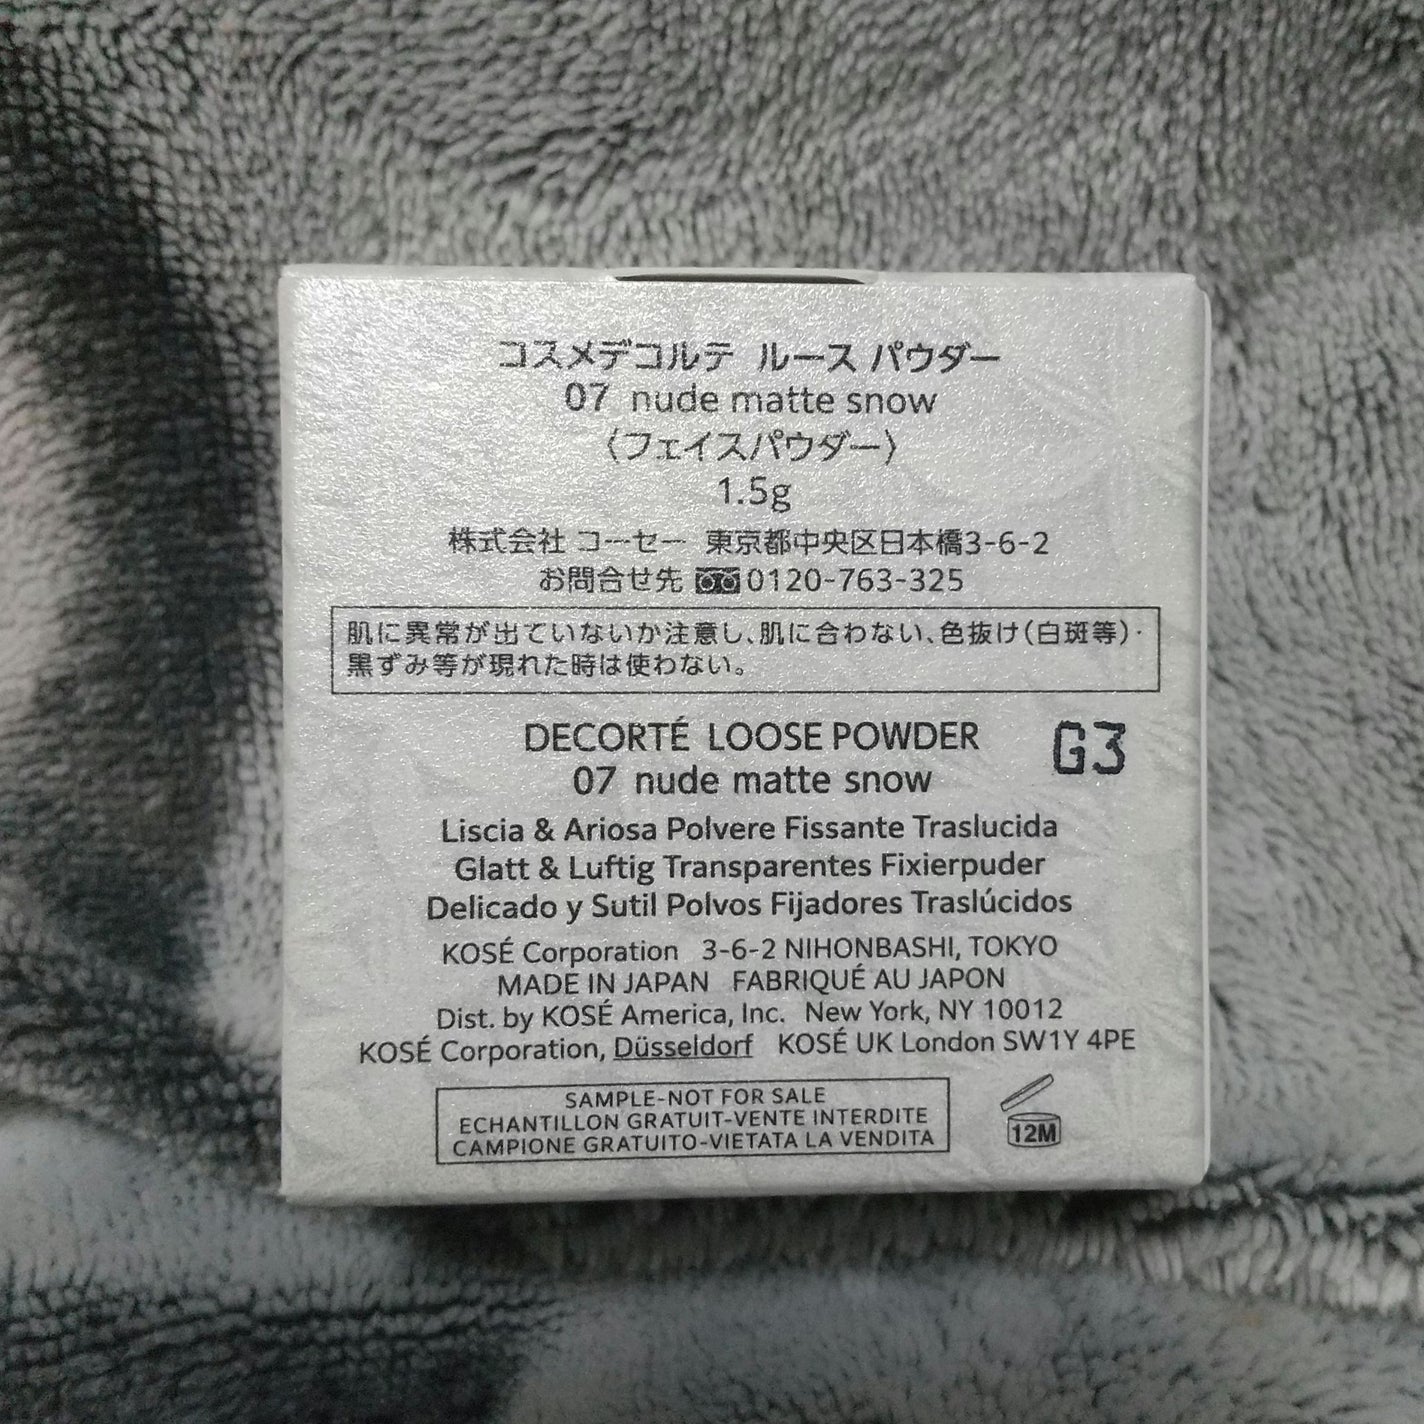 コスメデコルテ ルース パウダー
07 nude matte snow
〈フェイスパウダー〉
1.5g
株式会社 コーセー 東京都中央区日本橋3-6-2
お問合せ先 0120-763-325
肌に異常が出ていないか注意し、肌に合わない、色抜け(白斑等)・
黒ずみ等が現れた時は使わない。
DECORTÉ LOOSE POWDER
G3
07 nude matte snow
Liscia & Ariosa Polvere Fissante Traslucida
Glatt & Luftig Transparentes Fixierpuder
Delicado y Sutil Polvos Fijadores Traslúcidos
KOSÉ Corporation 3-6-2 NIHONBASHI, TOKYO
MADE IN JAPAN FABRIQUÉ AU JAPON
Dist. by KOSÉ America, Inc. New York, NY 10012
KOSÉ Corporation, Düsseldorf KOSÉ UK London SW1Y 4PE
SAMPLE-NOT FOR SALE
ECHANTILLON GRATUIT-VENTE INTERDITE
CAMPIONE GRATUITO-VIETATA LA VENDITA
12M